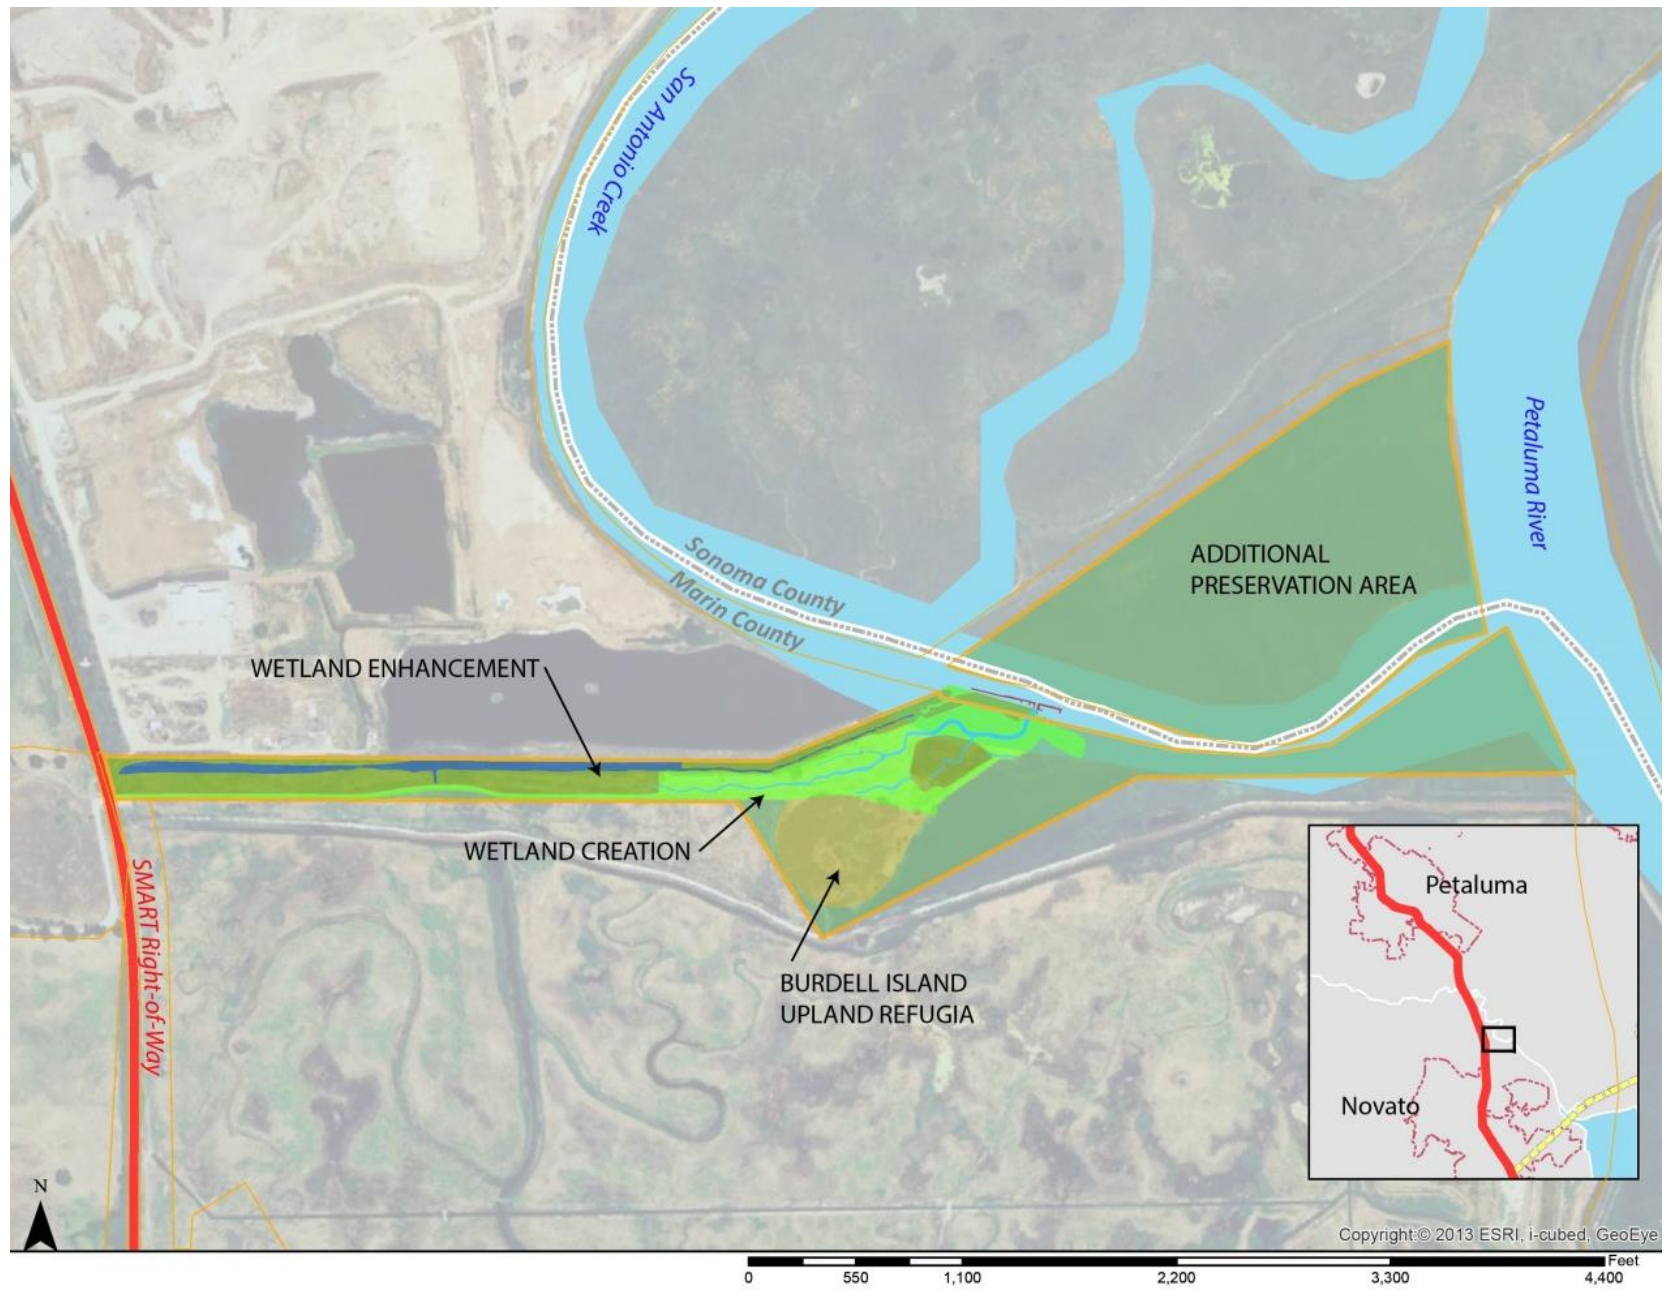 San Antonio Creek
Sonoma County
Marin County
ADDITIONAL
PRESERVATION AREA
Petaluma River
WETLAND ENHANCEMENT
WETLAND CREATION
BURDELL ISLAND
UPLAND REFUGIA
SMART Right-of-Way
Petaluma
Novato
N
Copyright:© 2013 ESRI, i-cubed, GeoEye
Feet
0 550 1,100 2,200 3,300 4,400